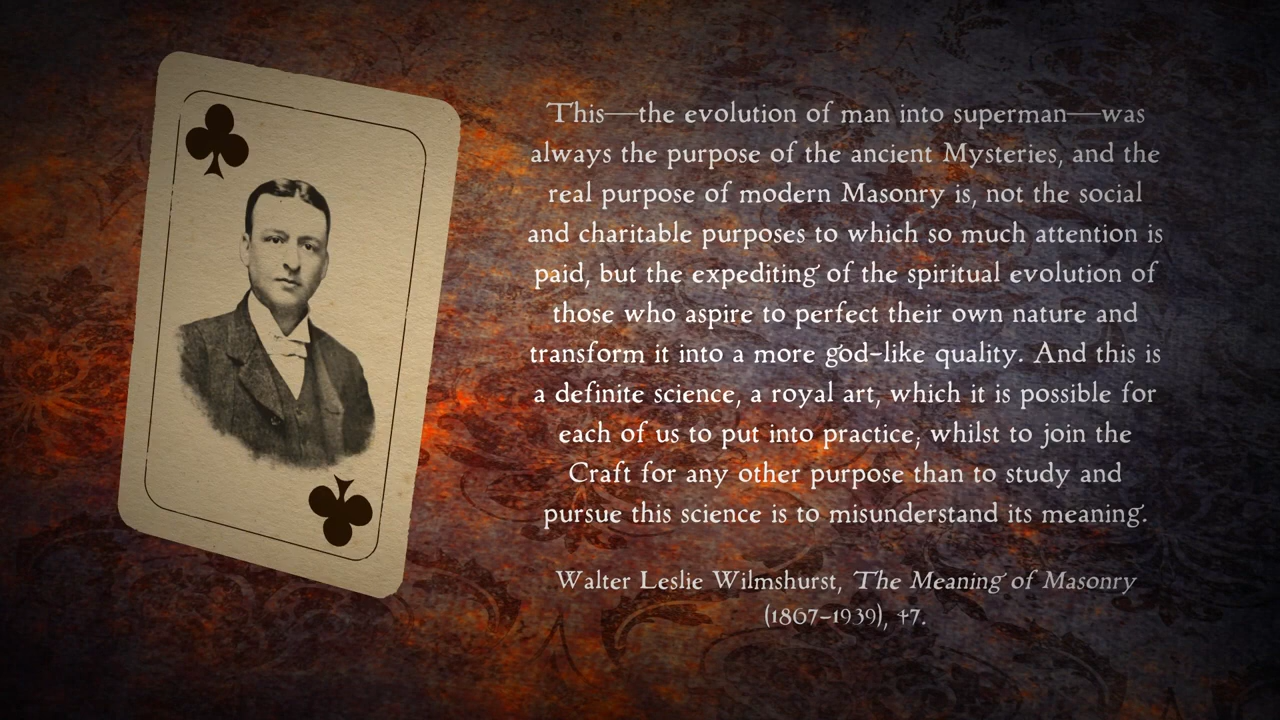 This—the evolution of man into superman—was
always the purpose of the ancient Mysteries, and the
real purpose of modern Masonry is, not the social
and charitable purposes to which so much attention is
paid, but the expediting of the spiritual evolution of
those who aspire to perfect their own nature and
transform it into a more god-like quality. And this is
a definite science, a royal art, which it is possible for
each of us to put into practice; whilst to join the
Craft for any other purpose than to study and
pursue this science is to misunderstand its meaning.
Walter Leslie Wilmshurst, The Meaning of Masonry
(1867–1939), 47.